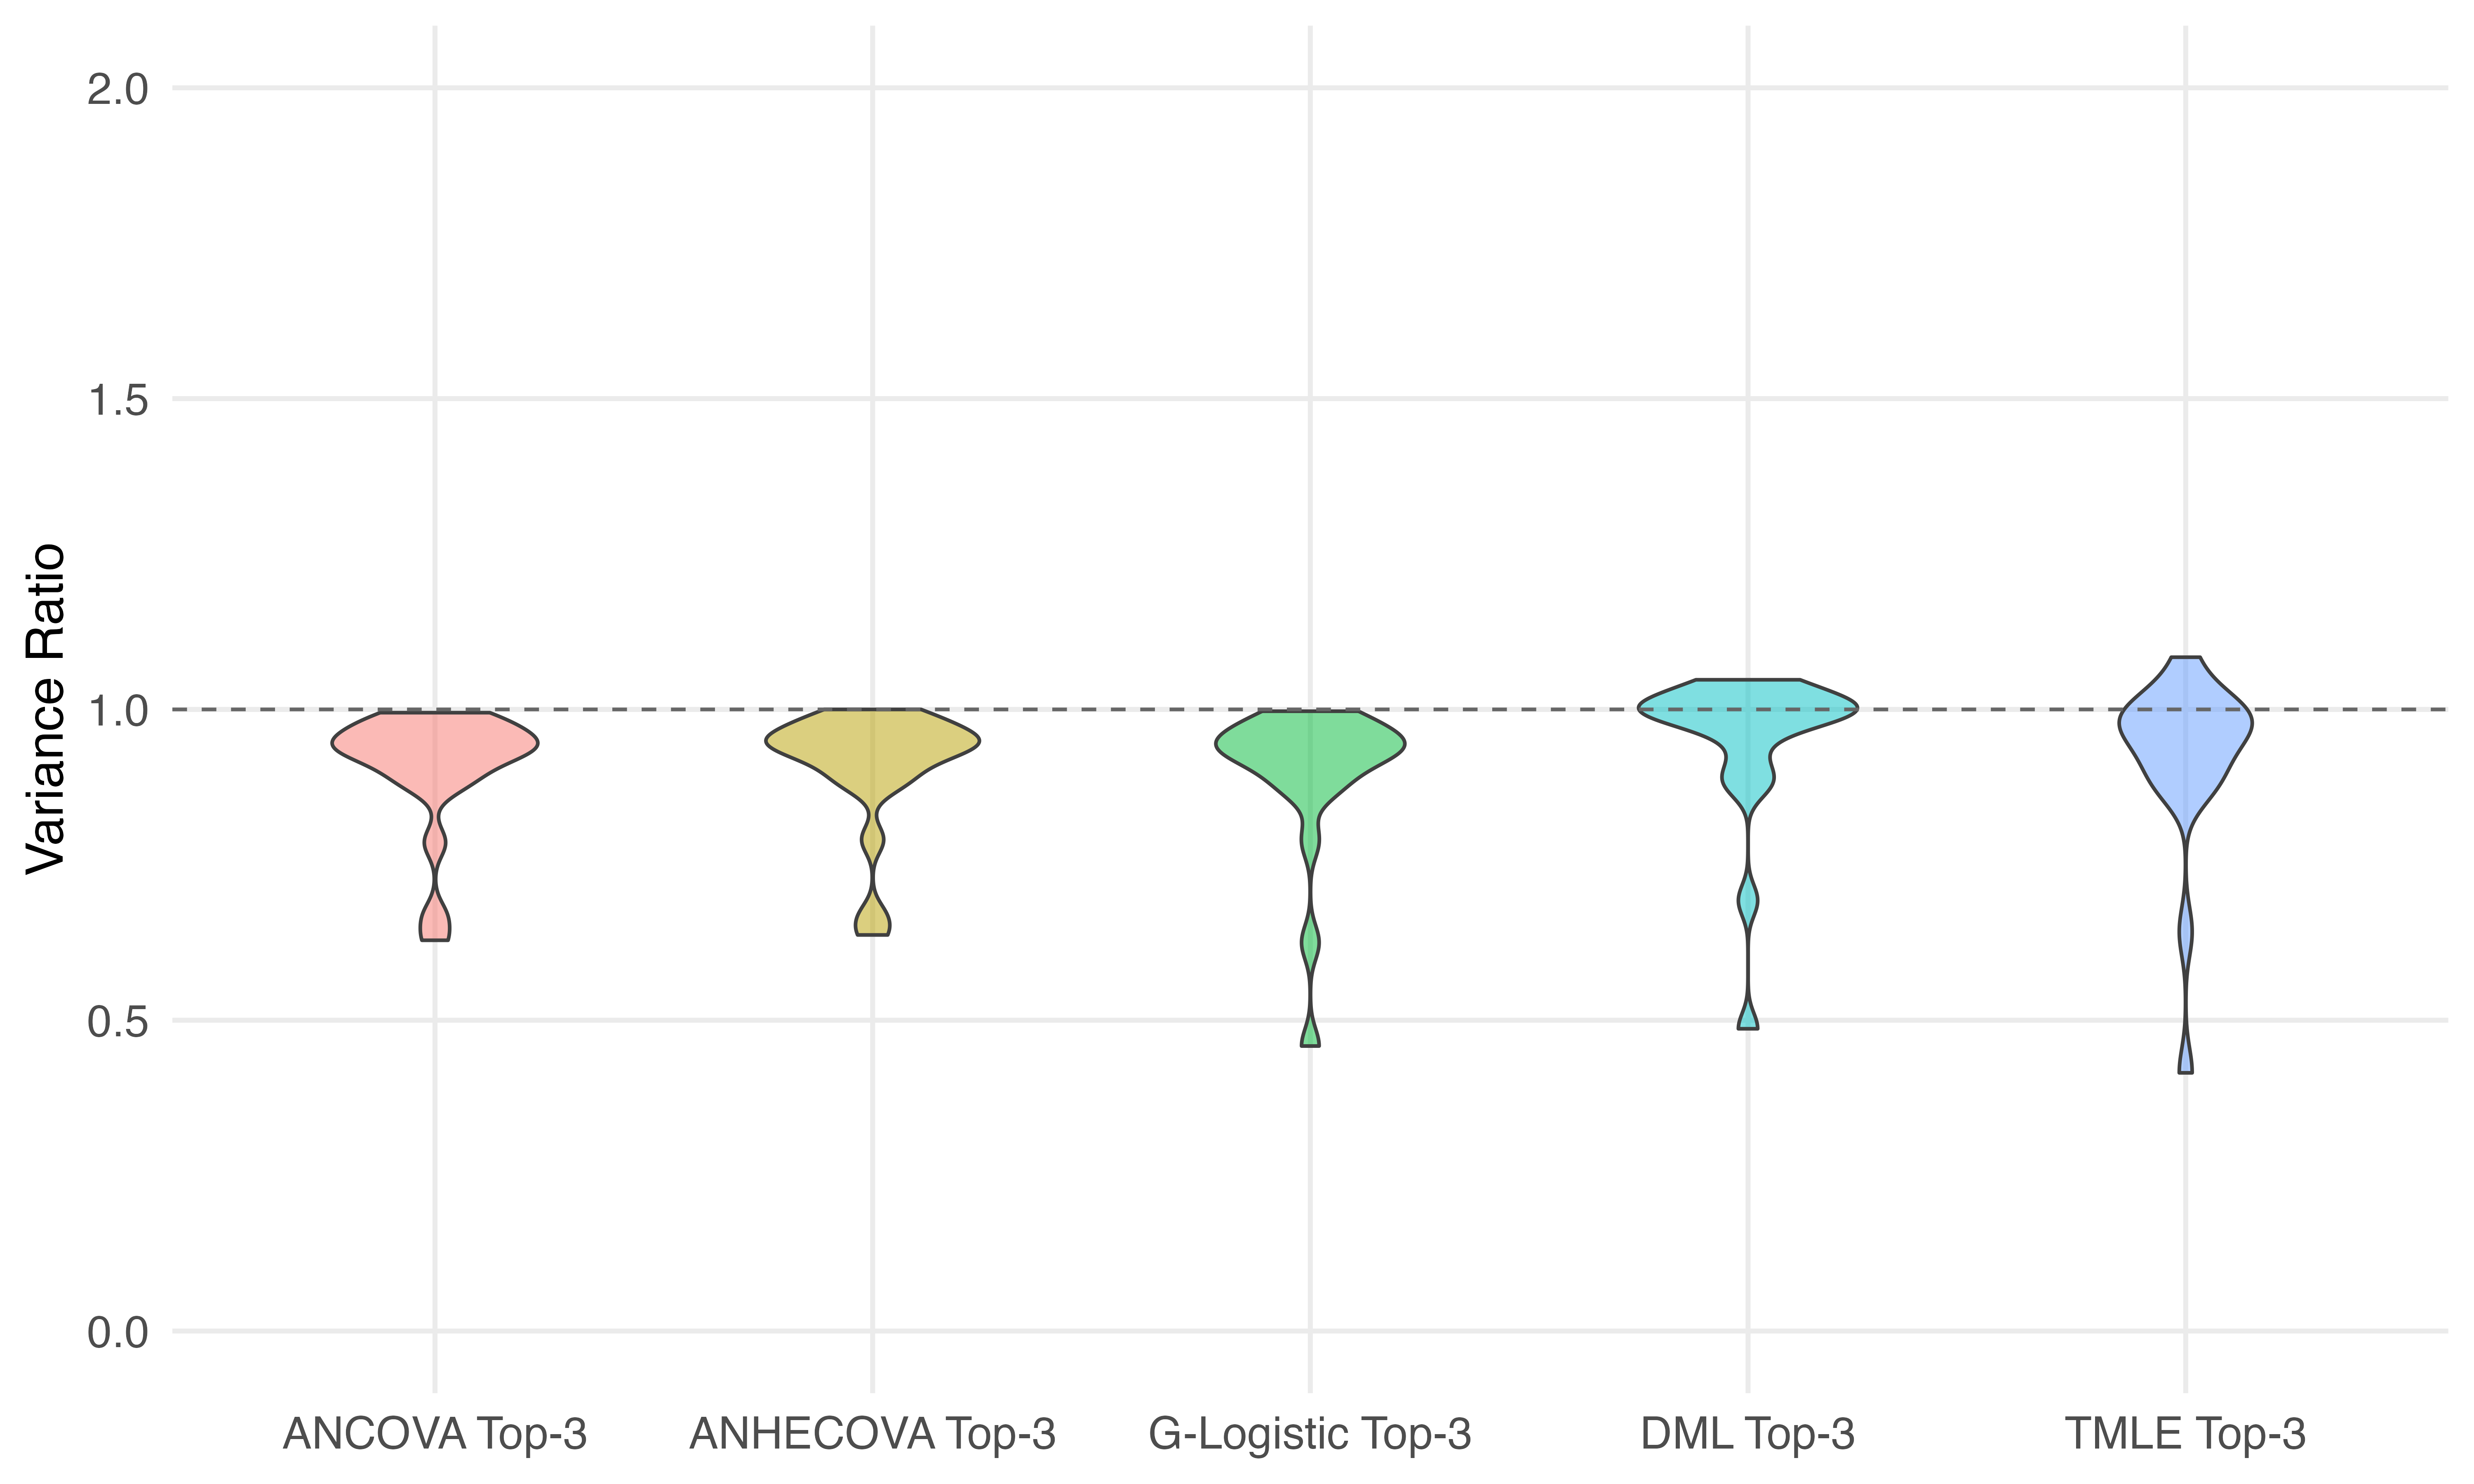 Variance Ratio
2.0
1.5
1.0
0.5
0.0
ANCOVA Top-3
ANHECOVA Top-3
G-Logistic Top-3
DML Top-3
TMLE Top-3